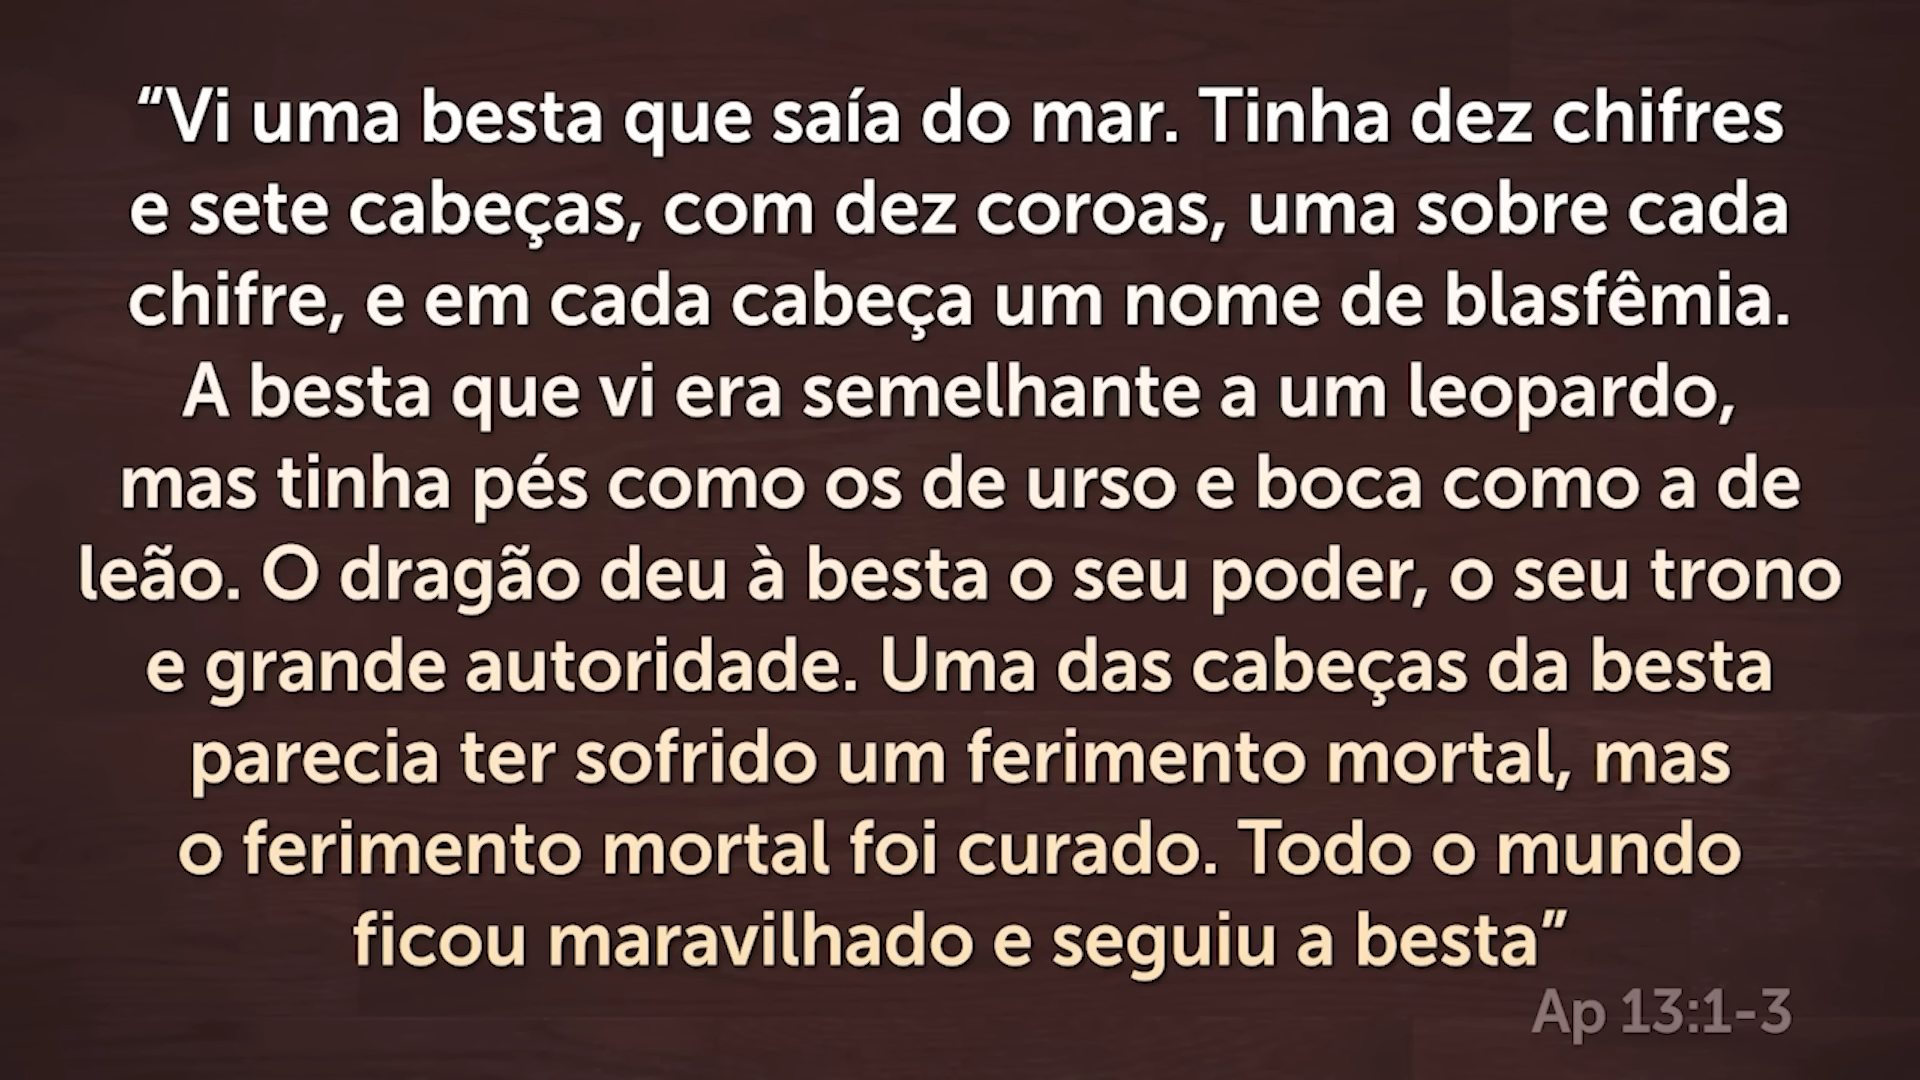 “Vi uma besta que saía do mar. Tinha dez chifres
e sete cabeças, com dez coroas, uma sobre cada
chifre, e em cada cabeça um nome de blasfêmia.
A besta que vi era semelhante a um leopardo,
mas tinha pés como os de urso e boca como a de
leão. O dragão deu à besta o seu poder, o seu trono
e grande autoridade. Uma das cabeças da besta
parecia ter sofrido um ferimento mortal, mas
o ferimento mortal foi curado. Todo o mundo
ficou maravilhado e seguiu a besta”
Ap 13:1-3